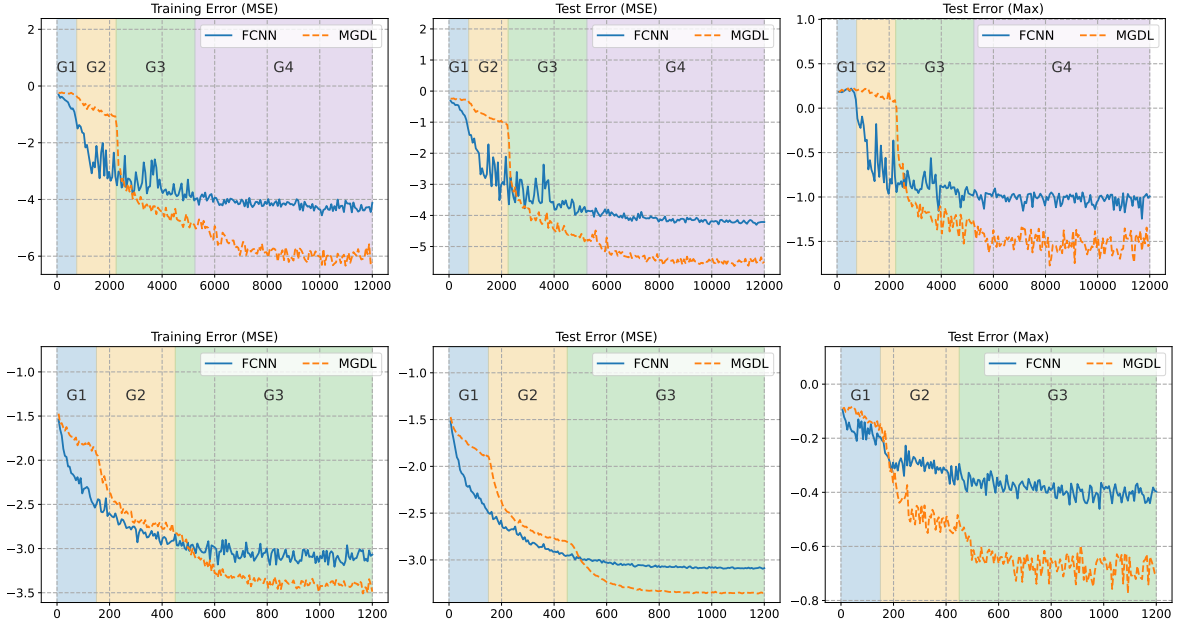 Training Error (MSE)
FCNN MGDL
G1 G2 G3 G4
2
0
−2
−4
−6
0 2000 4000 6000 8000 10000 12000
Test Error (MSE)
FCNN MGDL
G1 G2 G3 G4
2
1
0
−1
−2
−3
−4
−5
0 2000 4000 6000 8000 10000 12000
Test Error (Max)
FCNN MGDL
G1 G2 G3 G4
1.0
0.5
0.0
−0.5
−1.0
−1.5
0 2000 4000 6000 8000 10000 12000
Training Error (MSE)
FCNN MGDL
G1 G2 G3
−1.0
−1.5
−2.0
−2.5
−3.0
−3.5
0 200 400 600 800 1000 1200
Test Error (MSE)
FCNN MGDL
G1 G2 G3
−1.0
−1.5
−2.0
−2.5
−3.0
0 200 400 600 800 1000 1200
Test Error (Max)
FCNN MGDL
G1 G2 G3
0.0
−0.2
−0.4
−0.6
−0.8
0 200 400 600 800 1000 1200